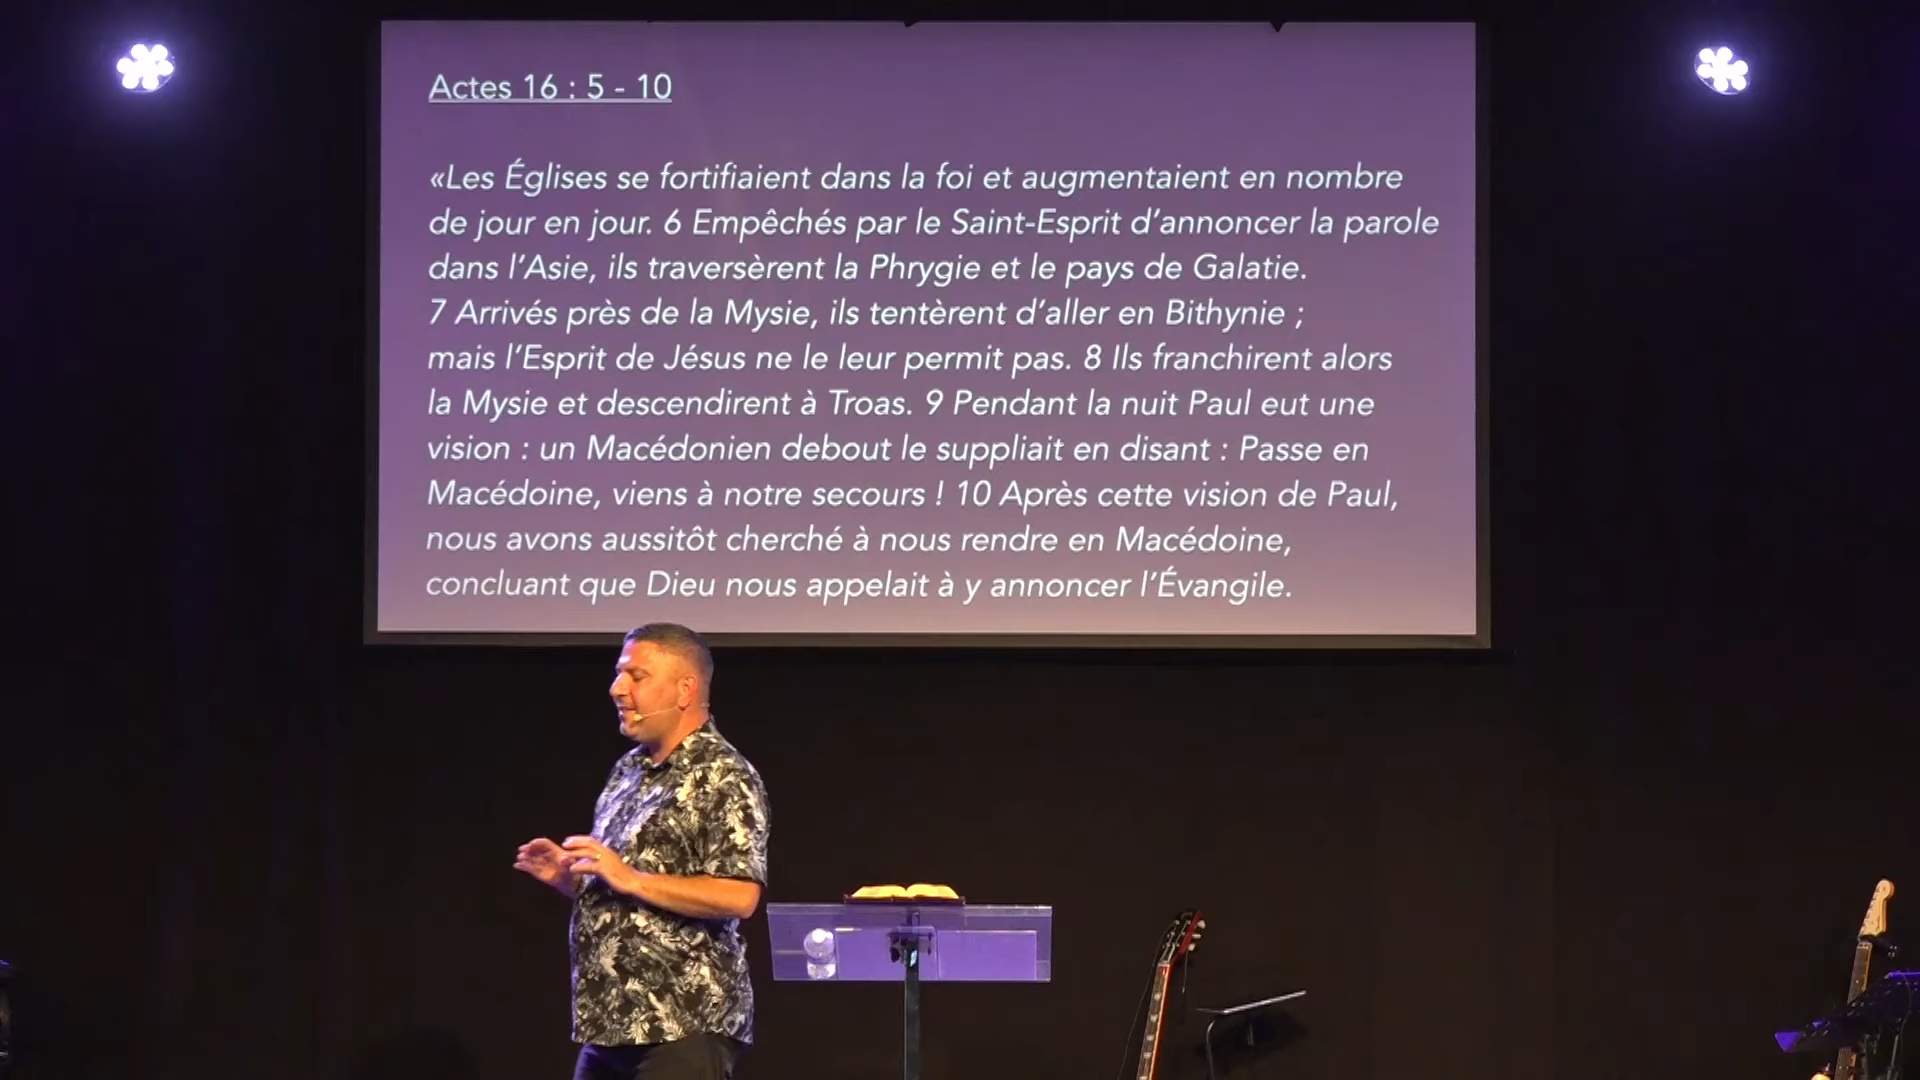 Actes 16 : 5 - 10
«Les Églises se fortifiaient dans la foi et augmentaient en nombre
de jour en jour. 6 Empêchés par le Saint-Esprit d’annoncer la parole
dans l’Asie, ils traversèrent la Phrygie et le pays de Galatie.
7 Arrivés près de la Mysie, ils tentèrent d’aller en Bithynie ;
mais l’Esprit de Jésus ne le leur permit pas. 8 Ils franchirent alors
la Mysie et descendirent à Troas. 9 Pendant la nuit Paul eut une
vision : un Macédonien debout le suppliait en disant : Passe en
Macédoine, viens à notre secours ! 10 Après cette vision de Paul,
nous avons aussitôt cherché à nous rendre en Macédoine,
concluant que Dieu nous appelait à y annoncer l’Évangile.